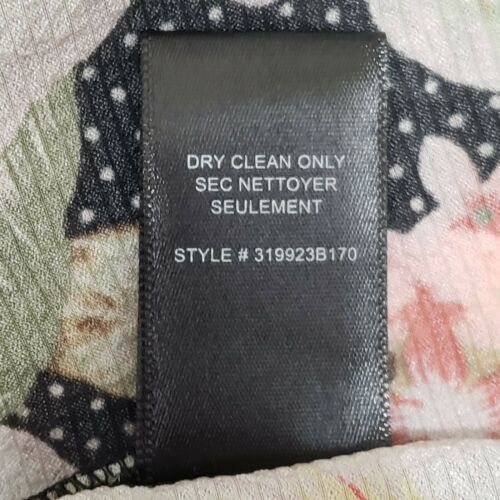 DRY CLEAN ONLY
SEC NETTOYER
SEULEMENT
STYLE # 319923B170